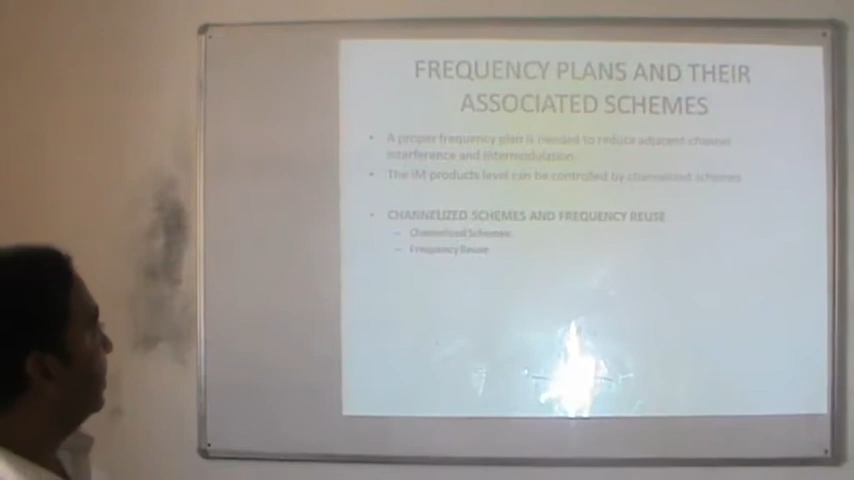 FREQUENCY PLANS AND THEIR
ASSOCIATED SCHEMES
• A proper frequency plan is needed to reduce adjacent channel
interference and intermodulation.
• The IM products level can be controlled by channelized schemes
• CHANNELIZED SCHEMES AND FREQUENCY REUSE
– Channelized Schemes
– Frequency Reuse